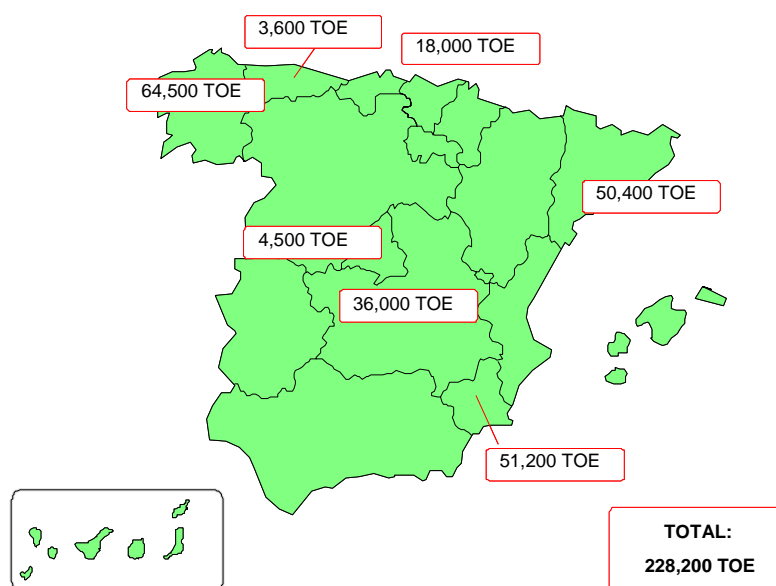 3,600 TOE
18,000 TOE
64,500 TOE
50,400 TOE
4,500 TOE
36,000 TOE
51,200 TOE
TOTAL:
228,200 TOE